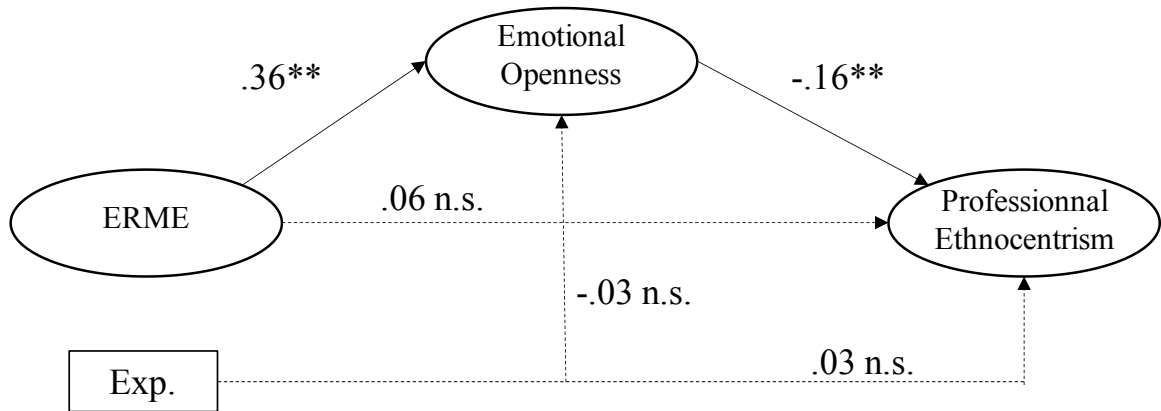 Emotional
Openness
.36**
-.16**
ERME
.06 n.s.
Professionnal
Ethnocentrism
-.03 n.s.
.03 n.s.
Exp.